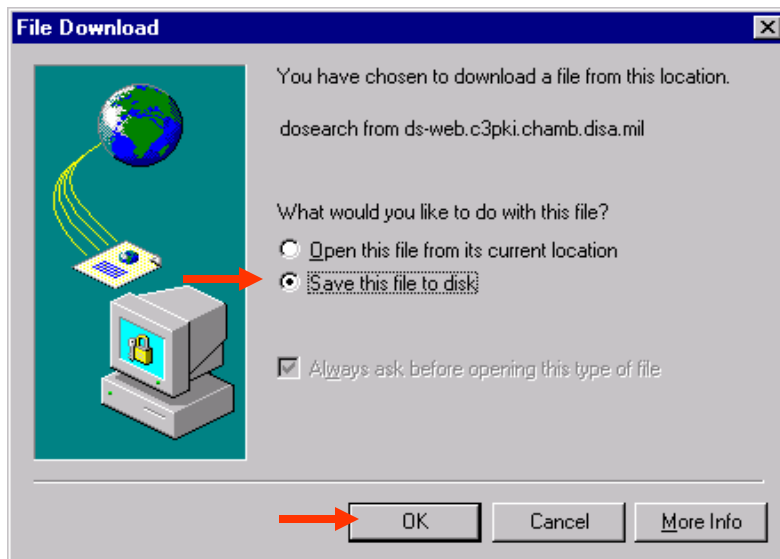 File Download
You have chosen to download a file from this location.
dosearch from ds-web.c3pki.chamb.disa.mil
What would you like to do with this file?
Open this file from its current location
Save this file to disk
Always ask before opening this type of file
OK Cancel More Info